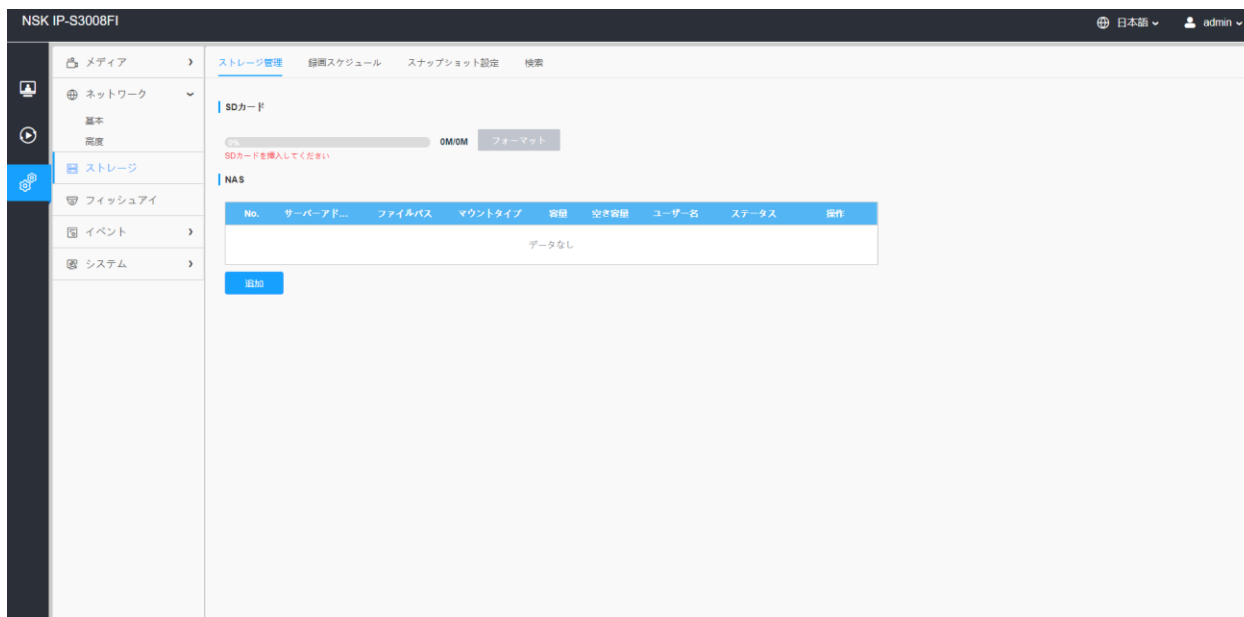 NSK IP-S3008FI
日本語
admin
メディア
ネットワーク
基本
高度
ストレージ
フィッシュアイ
イベント
システム
ストレージ管理 録画スケジュール スナップショット設定 検索
SDカード
0% 0M/0M フォーマット
SDカードを挿入してください
NAS
No. サーバーアド... ファイルパス マウントタイプ 容量 空き容量 ユーザー名 ステータス 操作
データなし
追加